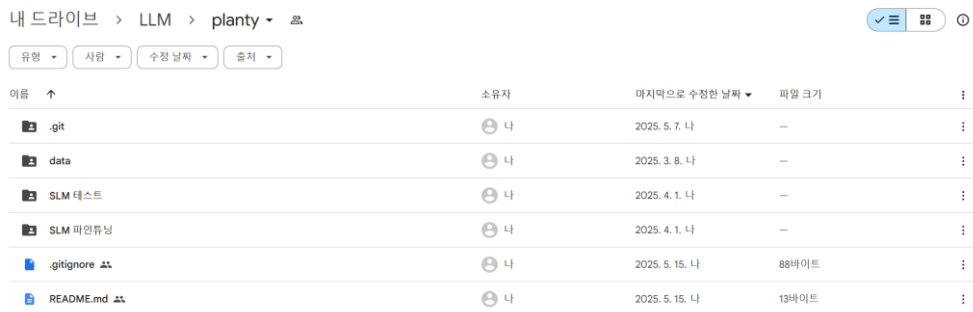 내 드라이브 > LLM > planty
유형 사람 수정 날짜 출처
이름 소유자 마지막으로 수정한 날짜 파일 크기
.git 나 2025. 5. 7. 나 —
data 나 2025. 3. 8. 나 —
SLM 테스트 나 2025. 4. 1. 나 —
SLM 파인튜닝 나 2025. 4. 1. 나 —
.gitignore 나 2025. 5. 15. 나 88바이트
README.md 나 2025. 5. 15. 나 13바이트